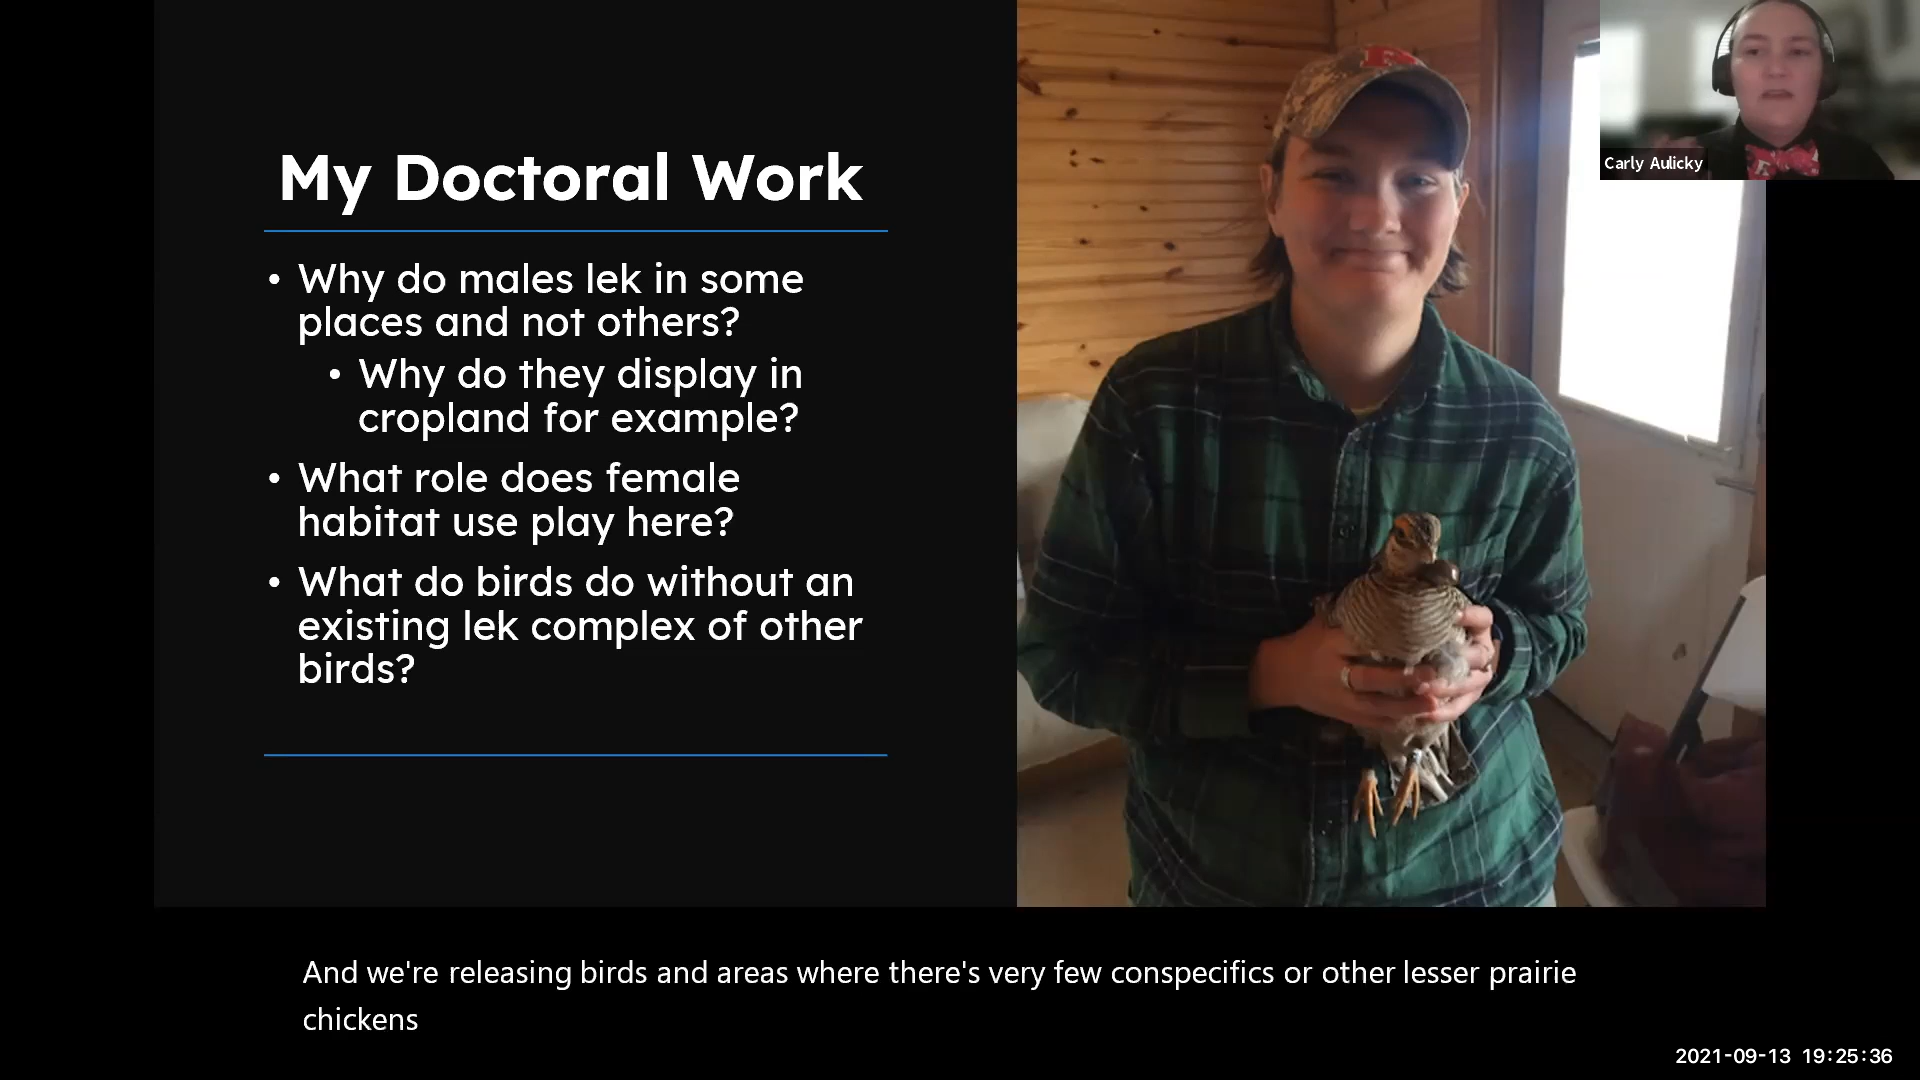 My Doctoral Work
• Why do males lek in some
places and not others?
• Why do they display in
cropland for example?
• What role does female
habitat use play here?
• What do birds do without an
existing lek complex of other
birds?
Carly Aulicky
And we're releasing birds and areas where there's very few conspecifics or other lesser prairie
chickens
2021-09-13 19:25:36